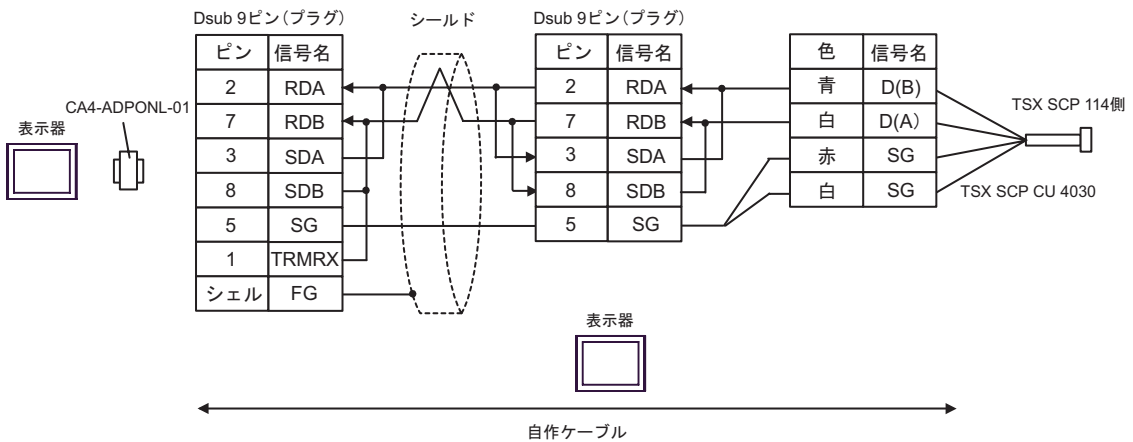 Dsub 9ピン(プラグ)
シールド
Dsub 9ピン(プラグ)
ピン 信号名
2 RDA
7 RDB
3 SDA
8 SDB
5 SG
1 TRMRX
シェル FG
ピン 信号名
2 RDA
7 RDB
3 SDA
8 SDB
5 SG
色 信号名
青 D(B)
白 D(A)
赤 SG
白 SG
CA4-ADPONL-01
表示器
TSX SCP 114側
TSX SCP CU 4030
表示器
自作ケーブル